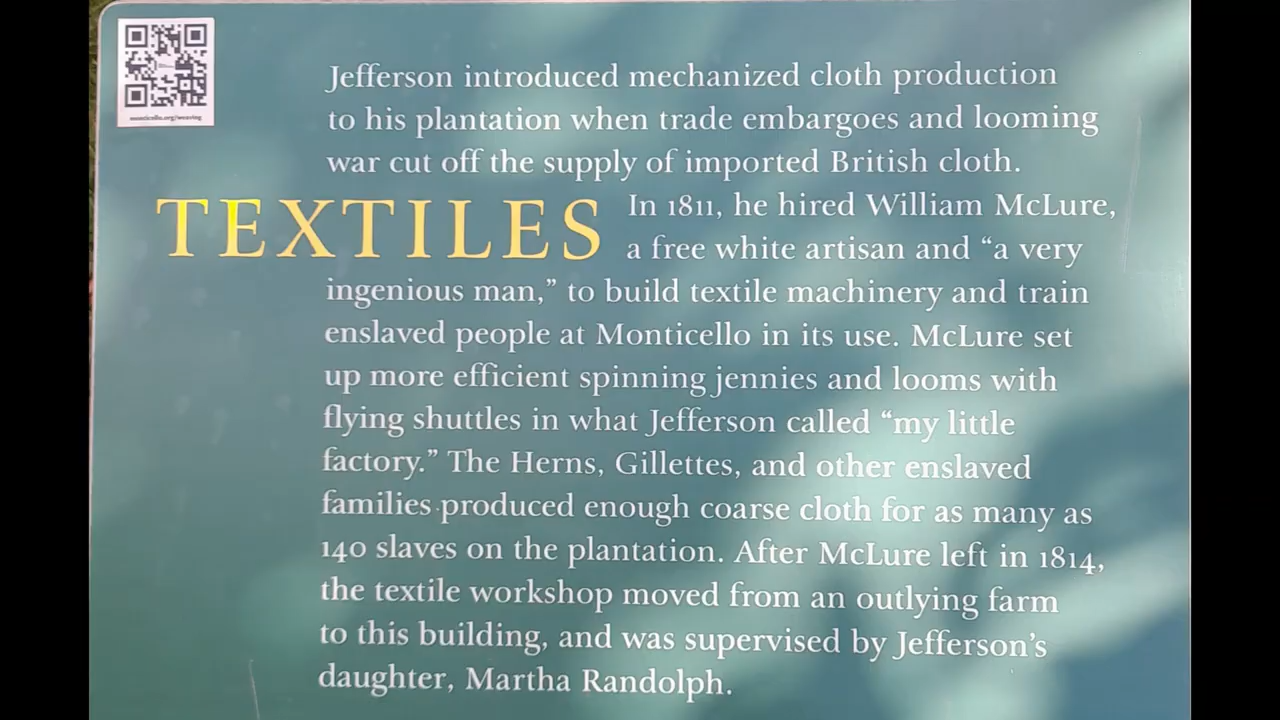 monticello.org/weaving
Jefferson introduced mechanized cloth production
to his plantation when trade embargoes and looming
war cut off the supply of imported British cloth.
TEXTILES In 1811, he hired William McLure,
a free white artisan and “a very
ingenious man,” to build textile machinery and train
enslaved people at Monticello in its use. McLure set
up more efficient spinning jennies and looms with
flying shuttles in what Jefferson called “my little
factory.” The Herns, Gillettes, and other enslaved
families produced enough coarse cloth for as many as
140 slaves on the plantation. After McLure left in 1814,
the textile workshop moved from an outlying farm
to this building, and was supervised by Jefferson’s
daughter, Martha Randolph.